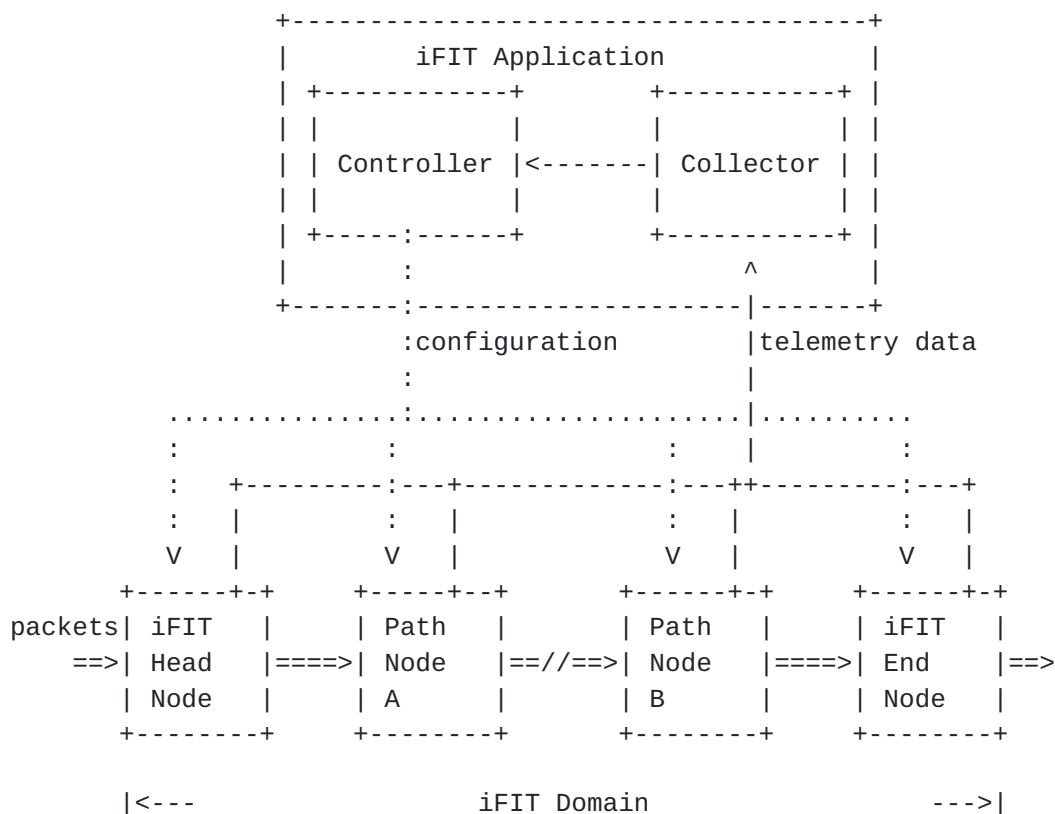 iFIT Application
Controller Collector
configuration telemetry data
V V V V
packets iFIT Path Path iFIT
Head Node Node End
Node A B Node
iFIT Domain